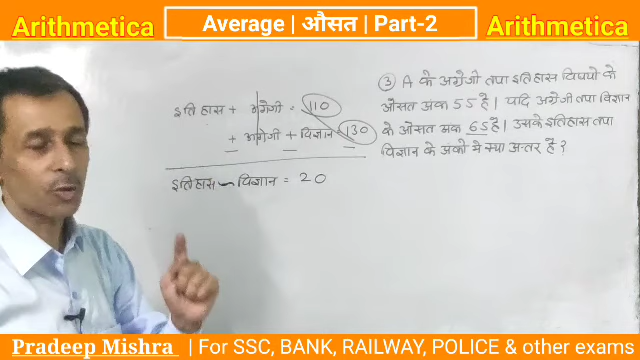 Arithmetica
Average | औसत | Part-2
Arithmetica
③ A के अंग्रेजी तथा इतिहास विषयो के
औसत अंक 55 है। यदि अंग्रेजी तथा विज्ञान
के औसत अंक 65 है। उसके इतिहास तथा
विज्ञान के अंको मे क्या अन्तर है?
इतिहास + अंग्रेजी = 110
+ अंग्रेजी + विज्ञान = 130
− − −
इतिहास ~ विज्ञान = 20
Pradeep Mishra | For SSC, BANK, RAILWAY, POLICE & other exams